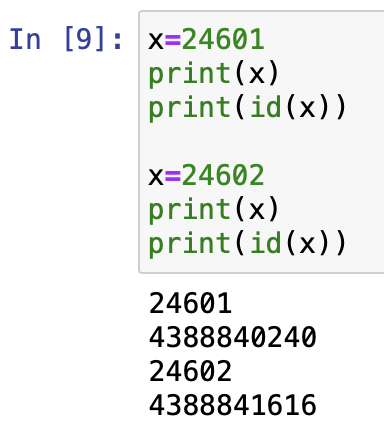 In [9]: x=24601
print(x)
print(id(x))

x=24602
print(x)
print(id(x))

24601
4388840240
24602
4388841616